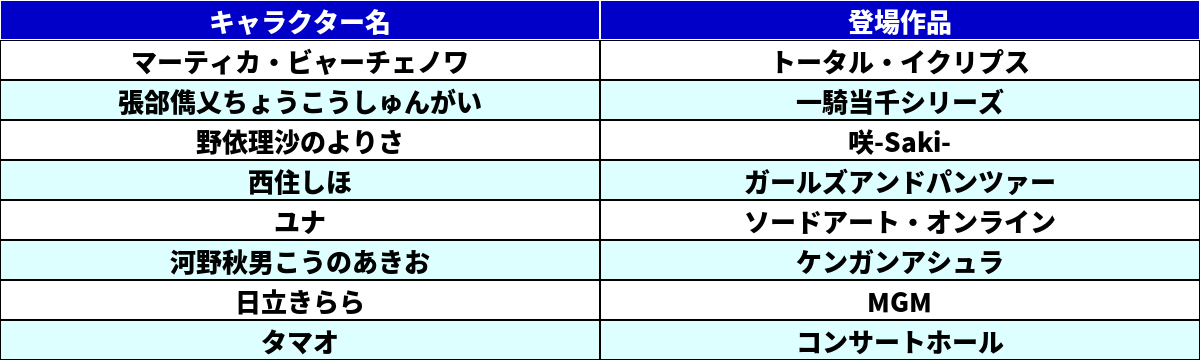 キャラクター名 登場作品
マーティカ・ビャーチェノワ トータル・イクリプス
張郃儁乂ちょうこうしゅんがい 一騎当千シリーズ
野依理沙のよりさ 咲-Saki-
西住しほ ガールズアンドパンツァー
ユナ ソードアート・オンライン
河野秋男こうのあきお ケンガンアシュラ
日立きらら MGM
タマオ コンサートホール